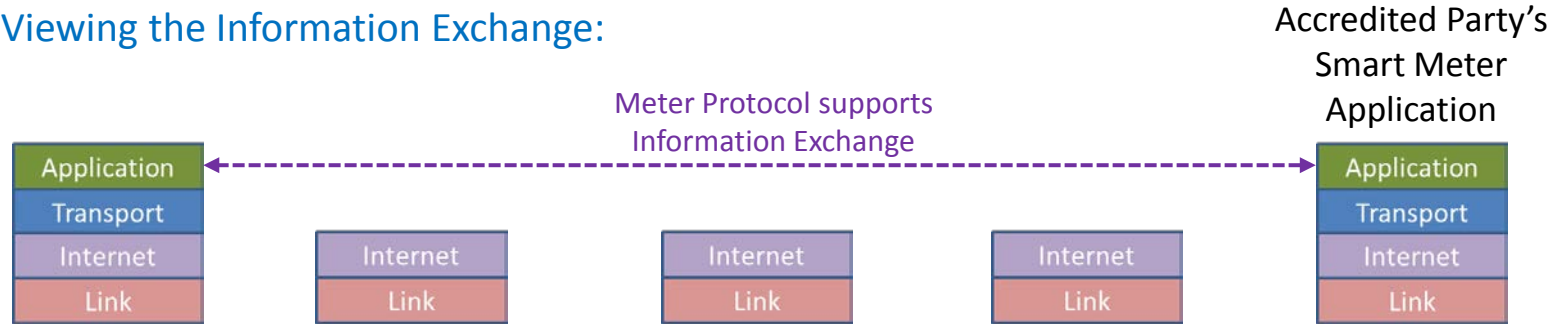 Viewing the Information Exchange:
Accredited Party’s
Smart Meter
Application
Meter Protocol supports
Information Exchange
Application
Transport
Internet
Link
Internet
Link
Internet
Link
Internet
Link
Application
Transport
Internet
Link